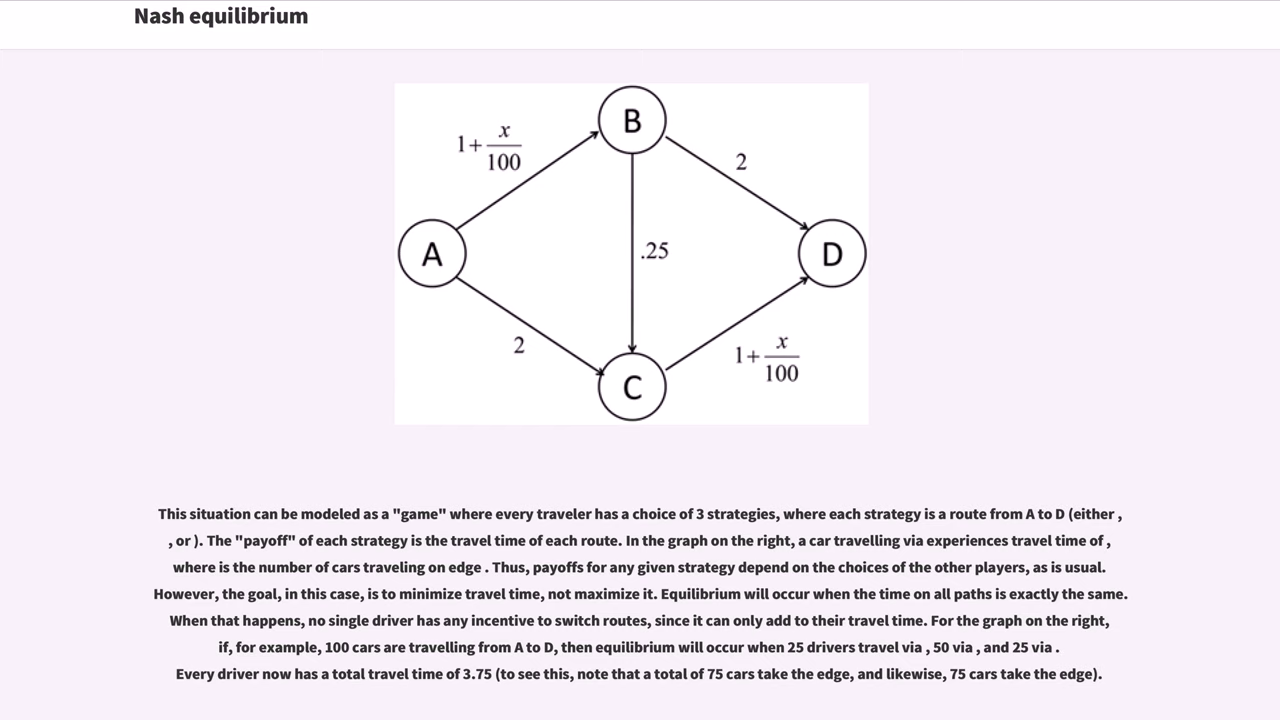 Nash equilibrium
B
1+ x/100
2
A
.25
D
2
1+ x/100
C
This situation can be modeled as a "game" where every traveler has a choice of 3 strategies, where each strategy is a route from A to D (either ,
, or ). The "payoff" of each strategy is the travel time of each route. In the graph on the right, a car travelling via experiences travel time of ,
where is the number of cars traveling on edge . Thus, payoffs for any given strategy depend on the choices of the other players, as is usual.
However, the goal, in this case, is to minimize travel time, not maximize it. Equilibrium will occur when the time on all paths is exactly the same.
When that happens, no single driver has any incentive to switch routes, since it can only add to their travel time. For the graph on the right,
if, for example, 100 cars are travelling from A to D, then equilibrium will occur when 25 drivers travel via , 50 via , and 25 via .
Every driver now has a total travel time of 3.75 (to see this, note that a total of 75 cars take the edge, and likewise, 75 cars take the edge).